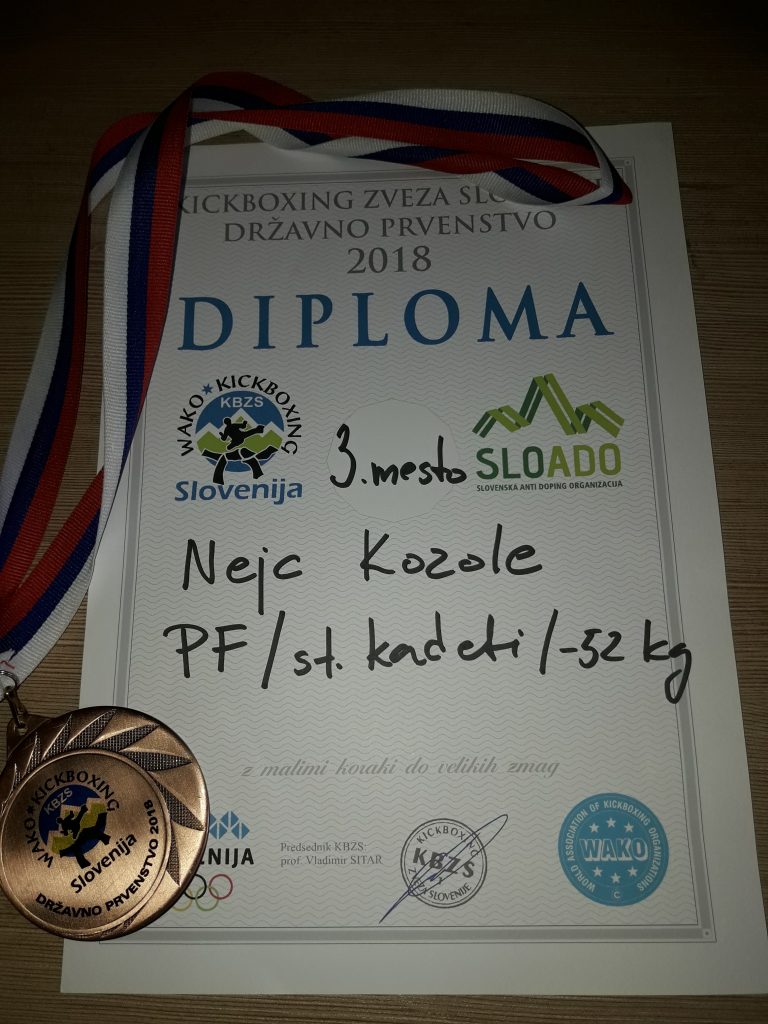 KICKBOXING ZVEZA
DRŽAVNO PRVENSTVO
2018
DIPLOMA
WAKO KICKBOXING
KBZS
Slovenija
3. mesto
SLOADO
SLOVENSKA ANTI DOPING ORGANIZACIJA
Nejc Kozole
PF/st. kadeti/-52 kg
z malimi koraki do velikih zmag
Predsednik KBZS:
prof. Vladimir SITAR
KICKBOXING
KBZS
ZVEZA SLOVENIJE
WORLD ASSOCIATION OF KICKBOXING ORGANIZATIONS
WAKO
WAKO KICKBOXING
KBZS
Slovenija
DRŽAVNO PRVENSTVO 2018